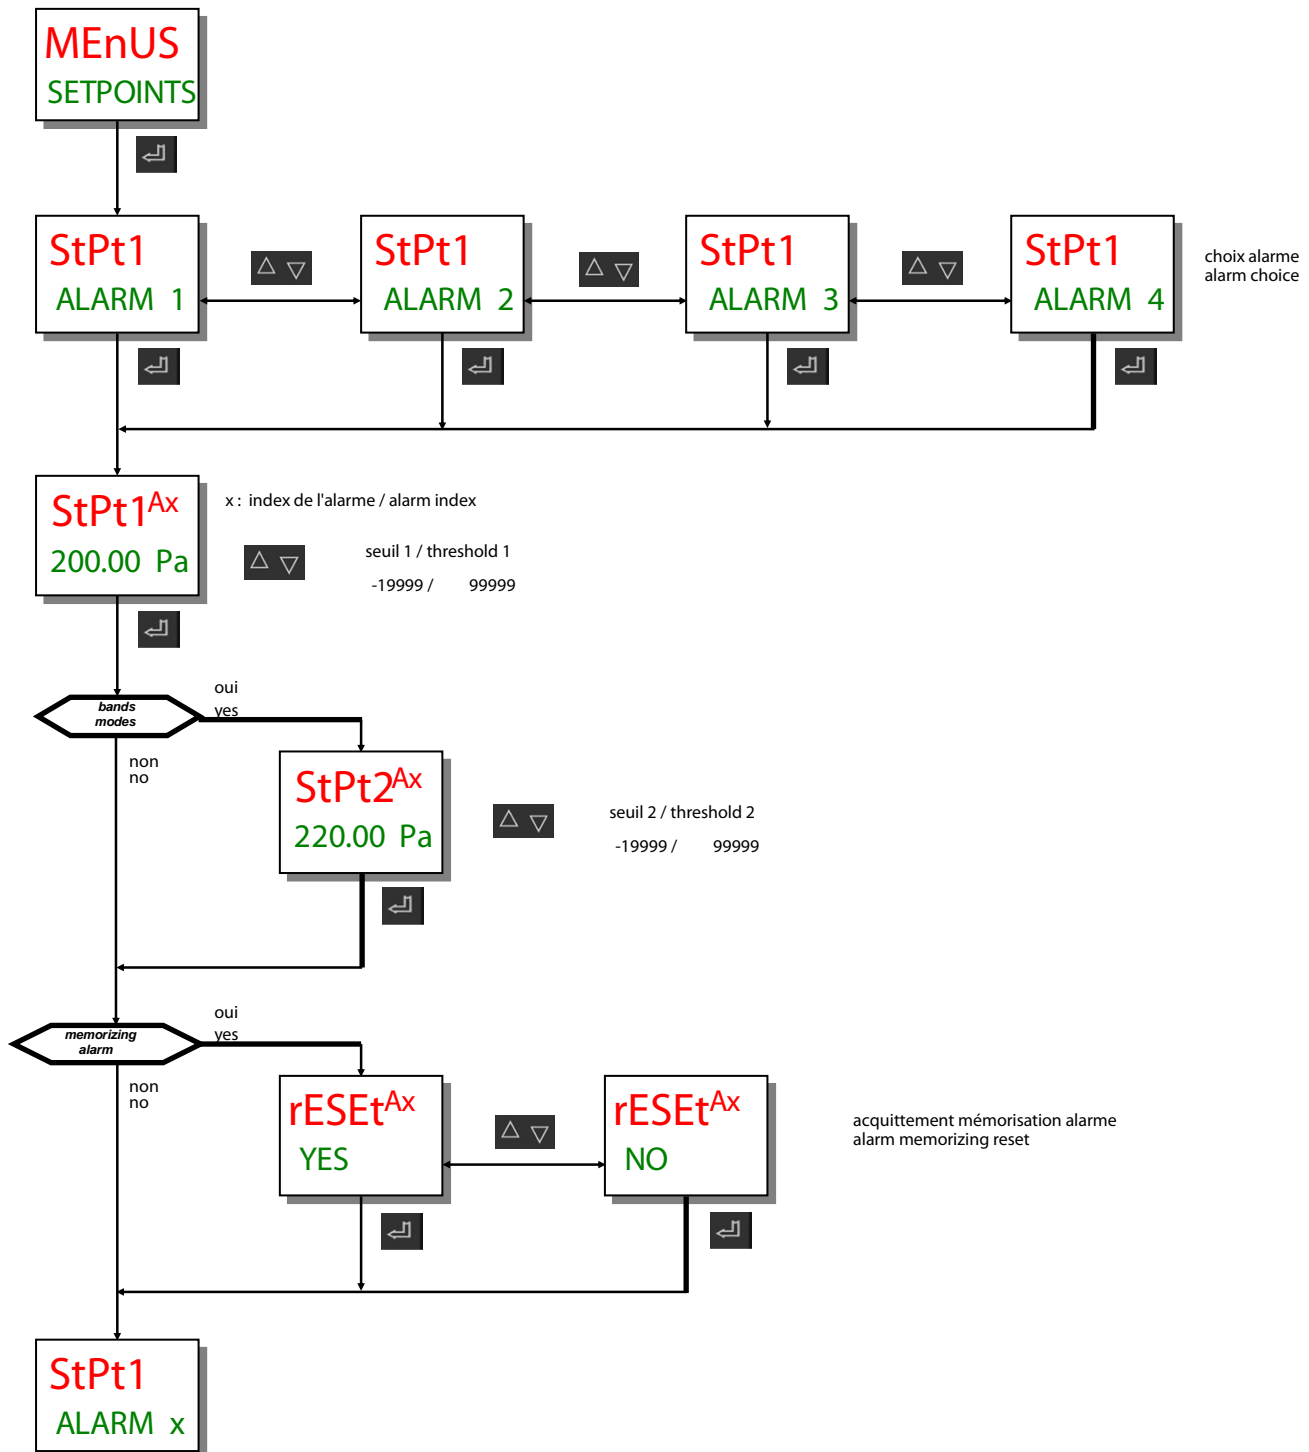 MEnUS
SETPOINTS
StPt1
ALARM 1
StPt1
ALARM 2
StPt1
ALARM 3
StPt1
ALARM 4
choix alarme
alarm choice
StPt1Ax
200.00 Pa
x : index de l'alarme / alarm index
seuil 1 / threshold 1
-19999 / 99999
bands
modes
oui
yes
non
no
StPt2Ax
220.00 Pa
seuil 2 / threshold 2
-19999 / 99999
memorizing
alarm
oui
yes
non
no
rESEtAx
YES
rESEtAx
NO
acquittement mémorisation alarme
alarm memorizing reset
StPt1
ALARM x